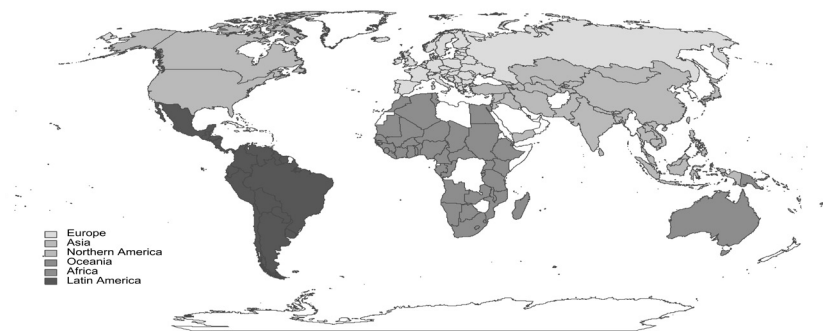 Europe
Asia
Northern America
Oceania
Africa
Latin America